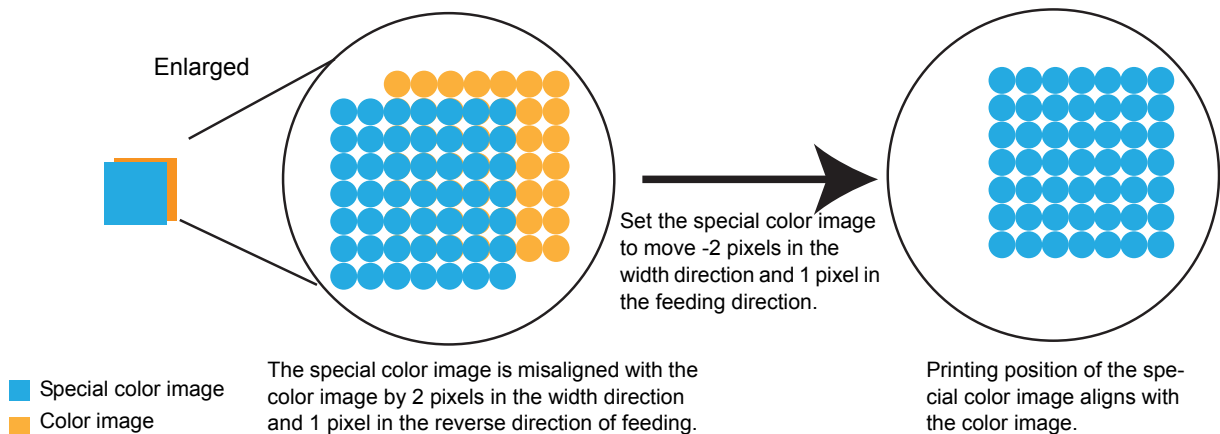 Enlarged
Set the special color image
to move -2 pixels in the
width direction and 1 pixel in
the feeding direction.
Special color image
Color image
The special color image is misaligned with the
color image by 2 pixels in the width direction
and 1 pixel in the reverse direction of feeding.
Printing position of the spe-
cial color image aligns with
the color image.